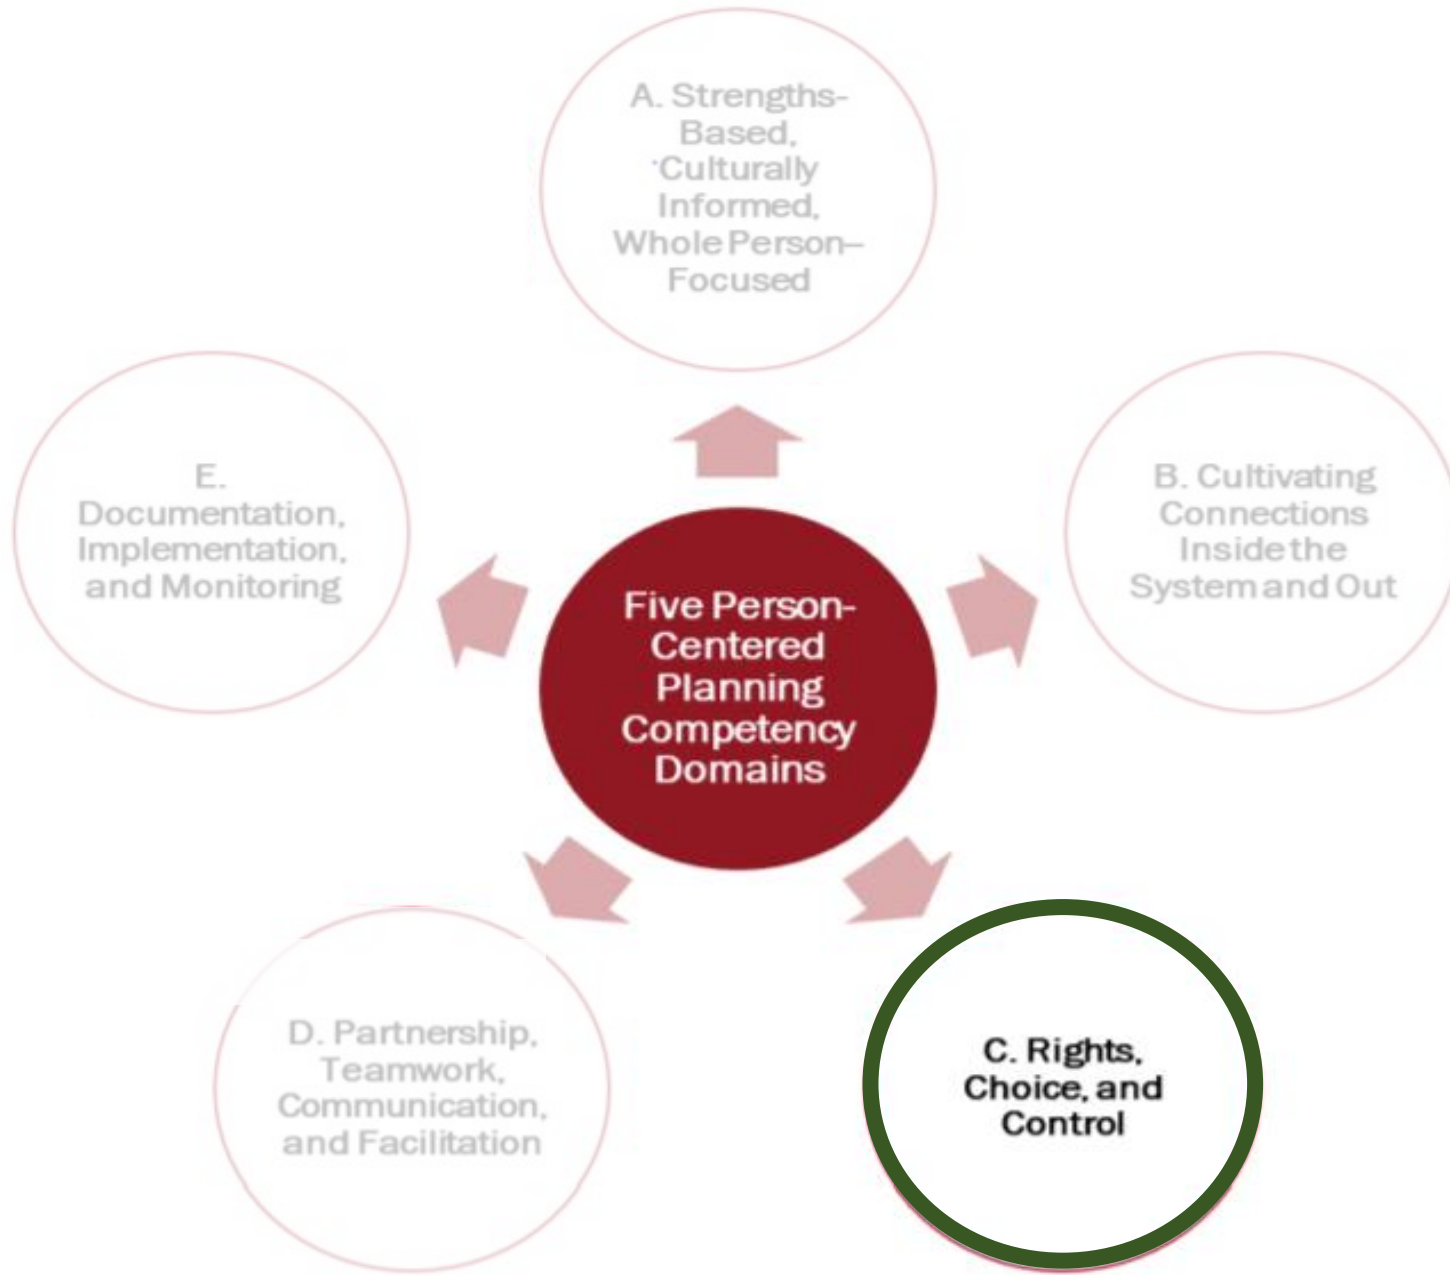 A. Strengths-
Based,
Culturally
Informed,
Whole Person–
Focused
B. Cultivating
Connections
Inside the
System and Out
C. Rights,
Choice, and
Control
D. Partnership,
Teamwork,
Communication,
and Facilitation
E.
Documentation,
Implementation,
and Monitoring
Five Person-
Centered
Planning
Competency
Domains